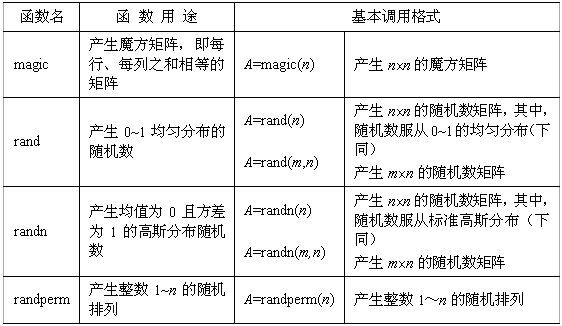 函数名 函 数 用 途 基本调用格式
magic
产生魔方矩阵，即每
行、每列之和相等的
矩阵
A=magic(n)
产生 n×n 的魔方矩阵
rand
产生 0~1 均匀分布的
随机数
A=rand(n)
A=rand(m,n)
产生 n×n 的随机数矩阵，其中，
随机数服从 0~1 的均匀分布（下
同）
产生 m×n 的随机数矩阵
randn
产生均值为 0 且方差
为 1 的高斯分布随机
数
A=randn(n)
A=randn(m,n)
产生 n×n 的随机数矩阵，其中，
随机数服从标准高斯分布（下
同）
产生 m×n 的随机数矩阵
randperm
产生整数 1~n 的随机
排列
A=randperm(n)
产生整数 1～n 的随机排列